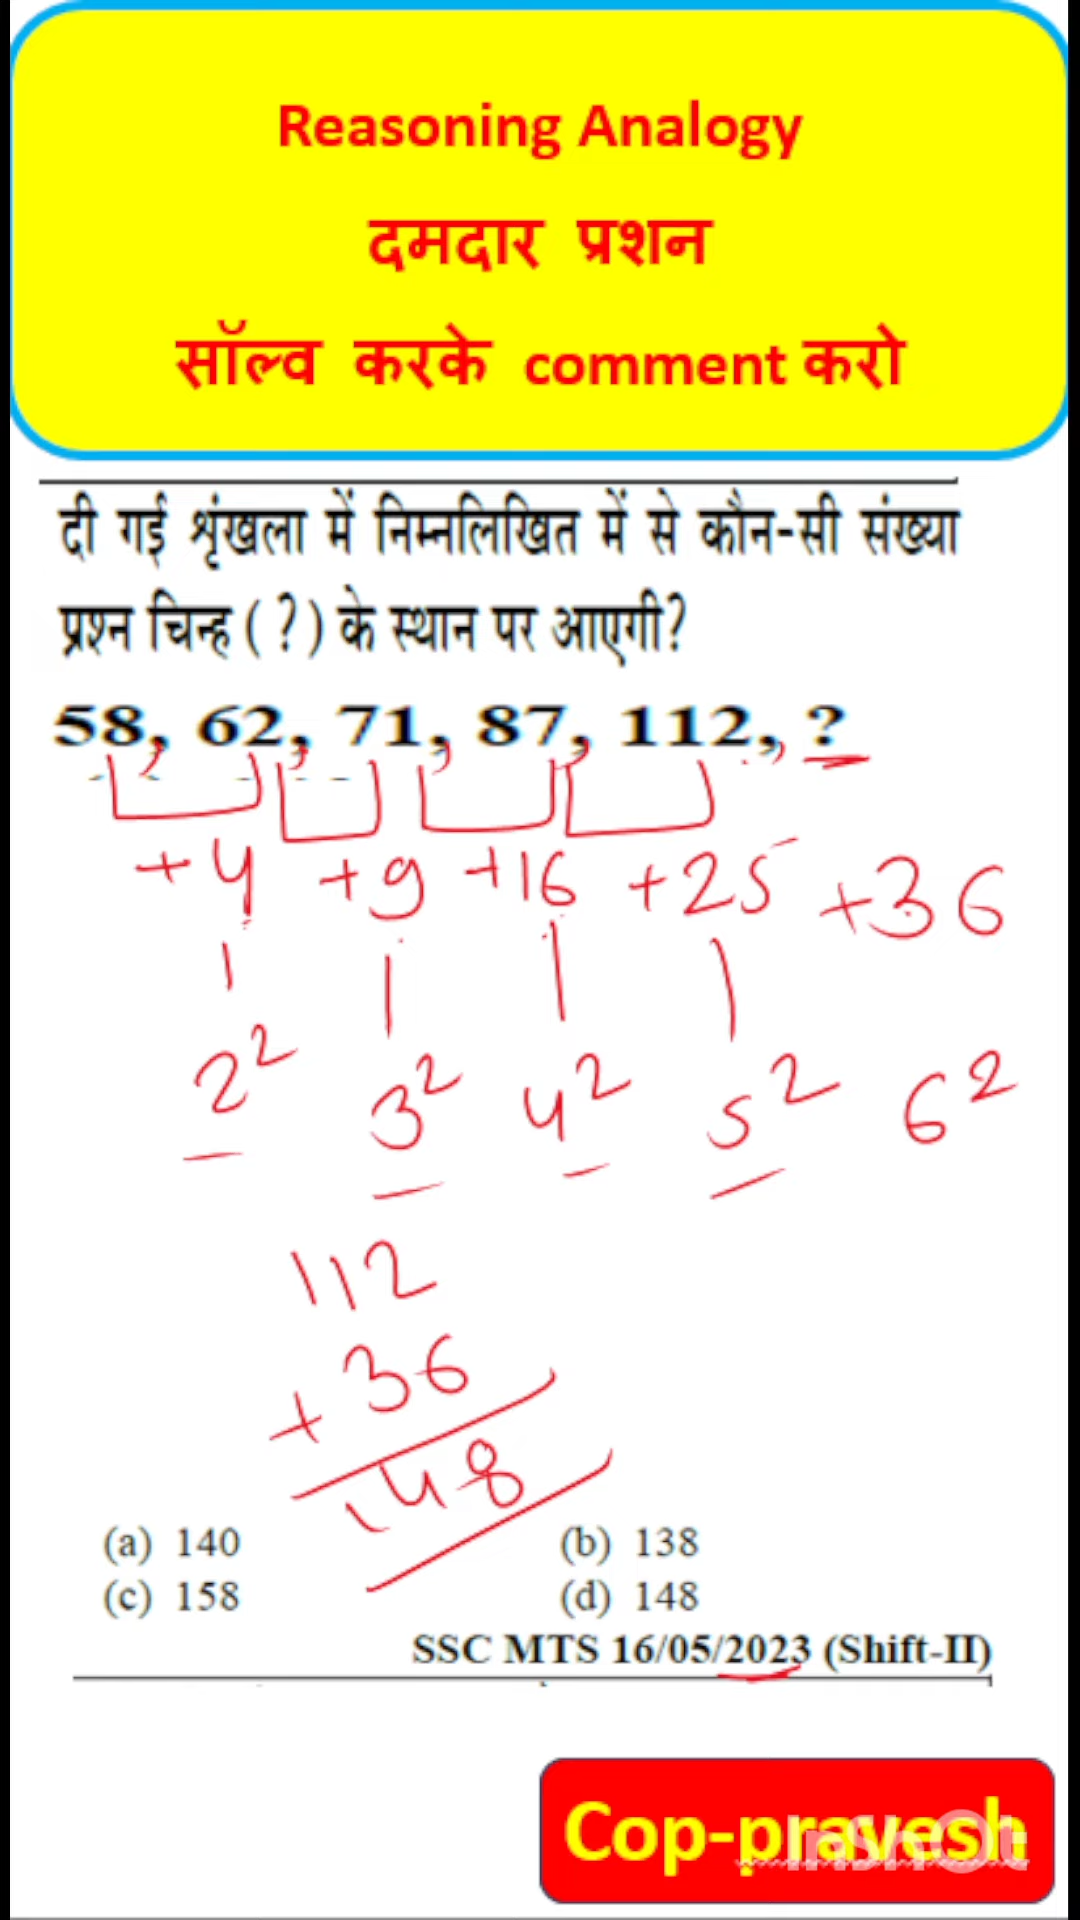 Reasoning Analogy
दमदार प्रशन
सॉल्व करके comment करो
दी गई शृंखला में निम्नलिखित में से कौन-सी संख्या
प्रश्न चिन्ह (?) के स्थान पर आएगी?
58, 62, 71, 87, 112, ?
+4 +9 +16 +25 +36
2² 3² 4² 5² 6²
112
+ 36
148
(a) 140 (b) 138
(c) 158 (d) 148
SSC MTS 16/05/2023 (Shift-II)
Cop-pravesh
InShOt